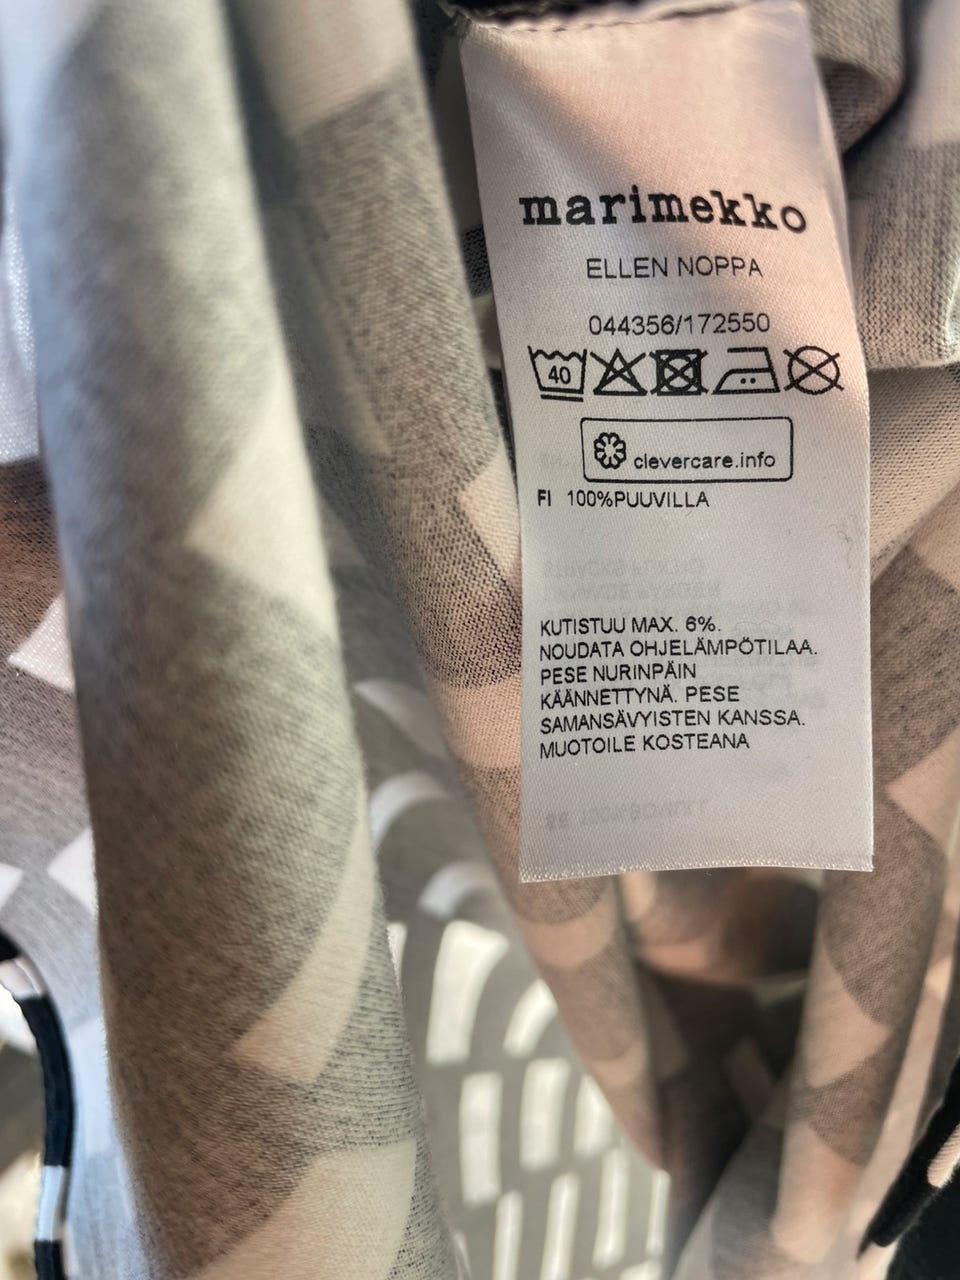 marimekko
ELLEN NOPPA
044356/172550
40
clevercare.info
FI 100%PUUVILLA
KUTISTUU MAX. 6%.
NOUDATA OHJELÄMPÖTILAA.
PESE NURINPÄIN
KÄÄNNETTYNÄ. PESE
SAMANSÄVYISTEN KANSSA.
MUOTOILE KOSTEANA